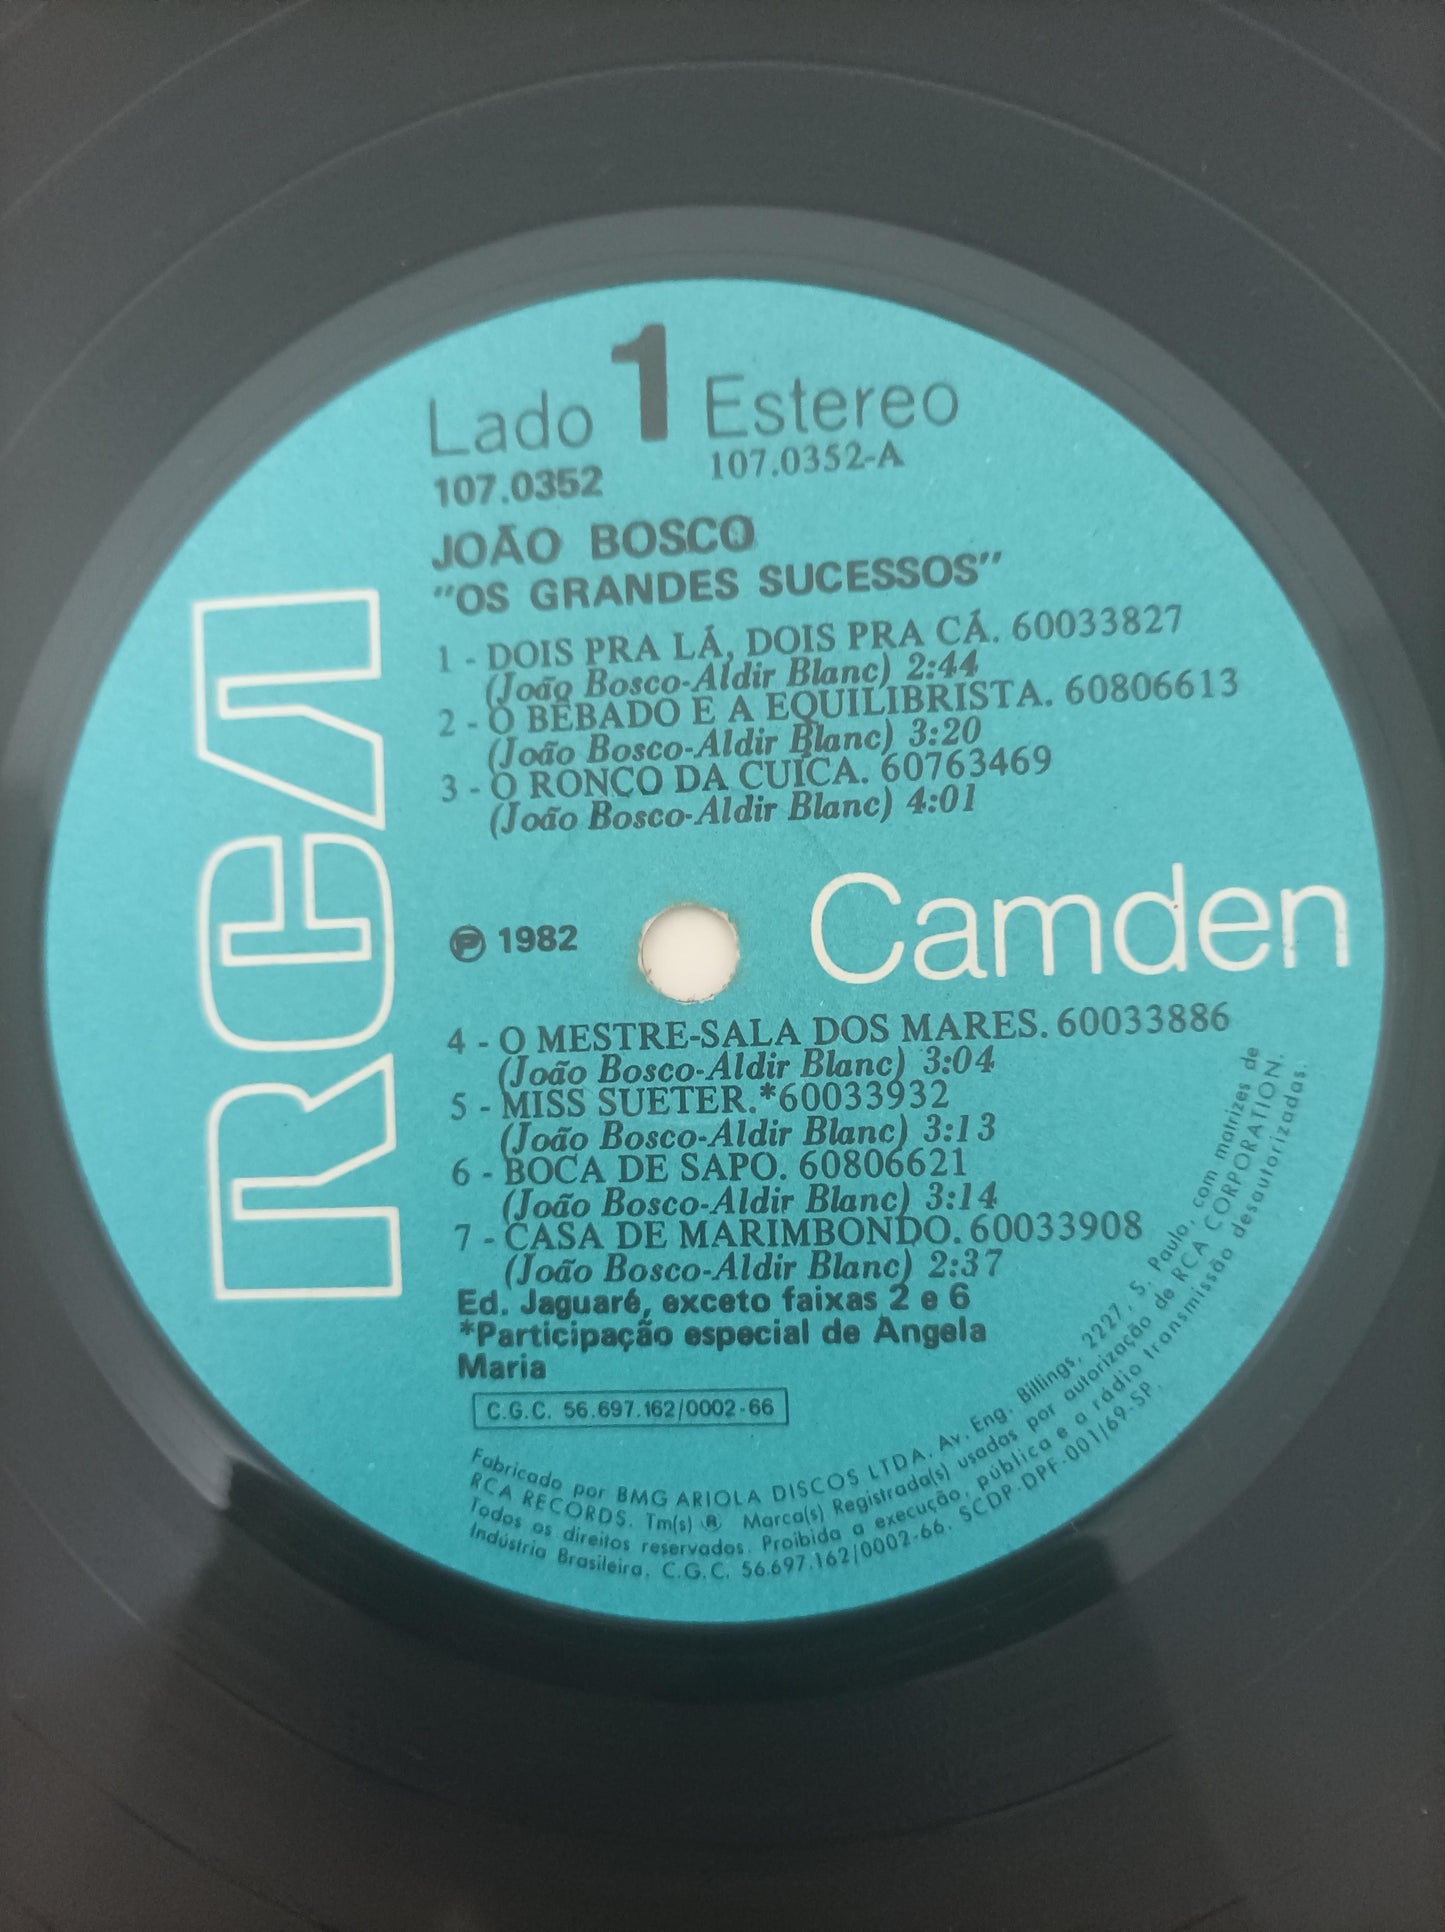 Lado 1 Estereo
107.0352 107.0352-A
JOÃO BOSCO
"OS GRANDES SUCESSOS"
1 - DOIS PRA LÁ, DOIS PRA CÁ. 60033827
(João Bosco-Aldir Blanc) 2:44
2 - O BÊBADO E A EQUILIBRISTA. 60806613
(João Bosco-Aldir Blanc) 3:20
3 - O RONCO DA CUÍCA. 60763469
(João Bosco-Aldir Blanc) 4:01
RCA
℗ 1982
Camden
4 - O MESTRE-SALA DOS MARES. 60033886
(João Bosco-Aldir Blanc) 3:04
5 - MISS SUETER.*60033932
(João Bosco-Aldir Blanc) 3:13
6 - BOCA DE SAPO. 60806621
(João Bosco-Aldir Blanc) 3:14
7 - CASA DE MARIMBONDO. 60033908
(João Bosco-Aldir Blanc) 2:37
Ed. Jaguaré, exceto faixas 2 e 6
*Participação especial de Angela
Maria
C.G.C. 56.697.162/0002-66
Fabricado por BMG ARIOLA DISCOS LTDA. Av. Eng. Billings, 2227, S. Paulo, com matrizes de
RCA RECORDS. Tm(s) ® Marca(s) Registrada(s) usadas por autorização de RCA CORPORATION.
Todos os direitos reservados. Proibida a execução, pública e a rádio transmissão desautorizadas.
Indústria Brasileira. C.G.C. 56.697.162/0002-66. SCDP-DPF-001/69-SP.